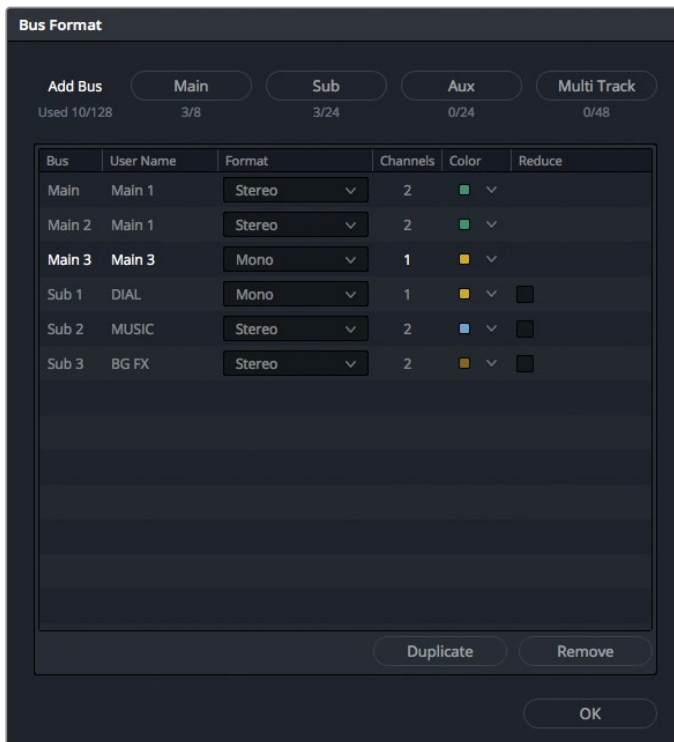 Bus Format
Add Bus Main Sub Aux Multi Track
Used 10/128 3/8 3/24 0/24 0/48
Bus User Name Format Channels Color Reduce
Main Main 1 Stereo 2
Main 2 Main 1 Stereo 2
Main 3 Main 3 Mono 1
Sub 1 DIAL Mono 1
Sub 2 MUSIC Stereo 2
Sub 3 BG FX Stereo 2
Duplicate Remove
OK